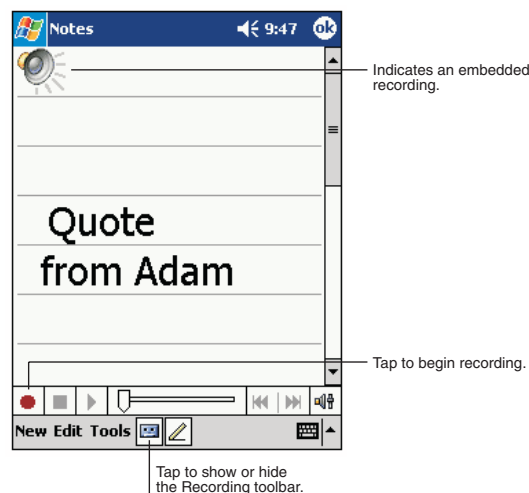 Notes 9:47 ok
Indicates an embedded
recording.
Quote
from Adam
Tap to begin recording.
New Edit Tools
Tap to show or hide
the Recording toolbar.